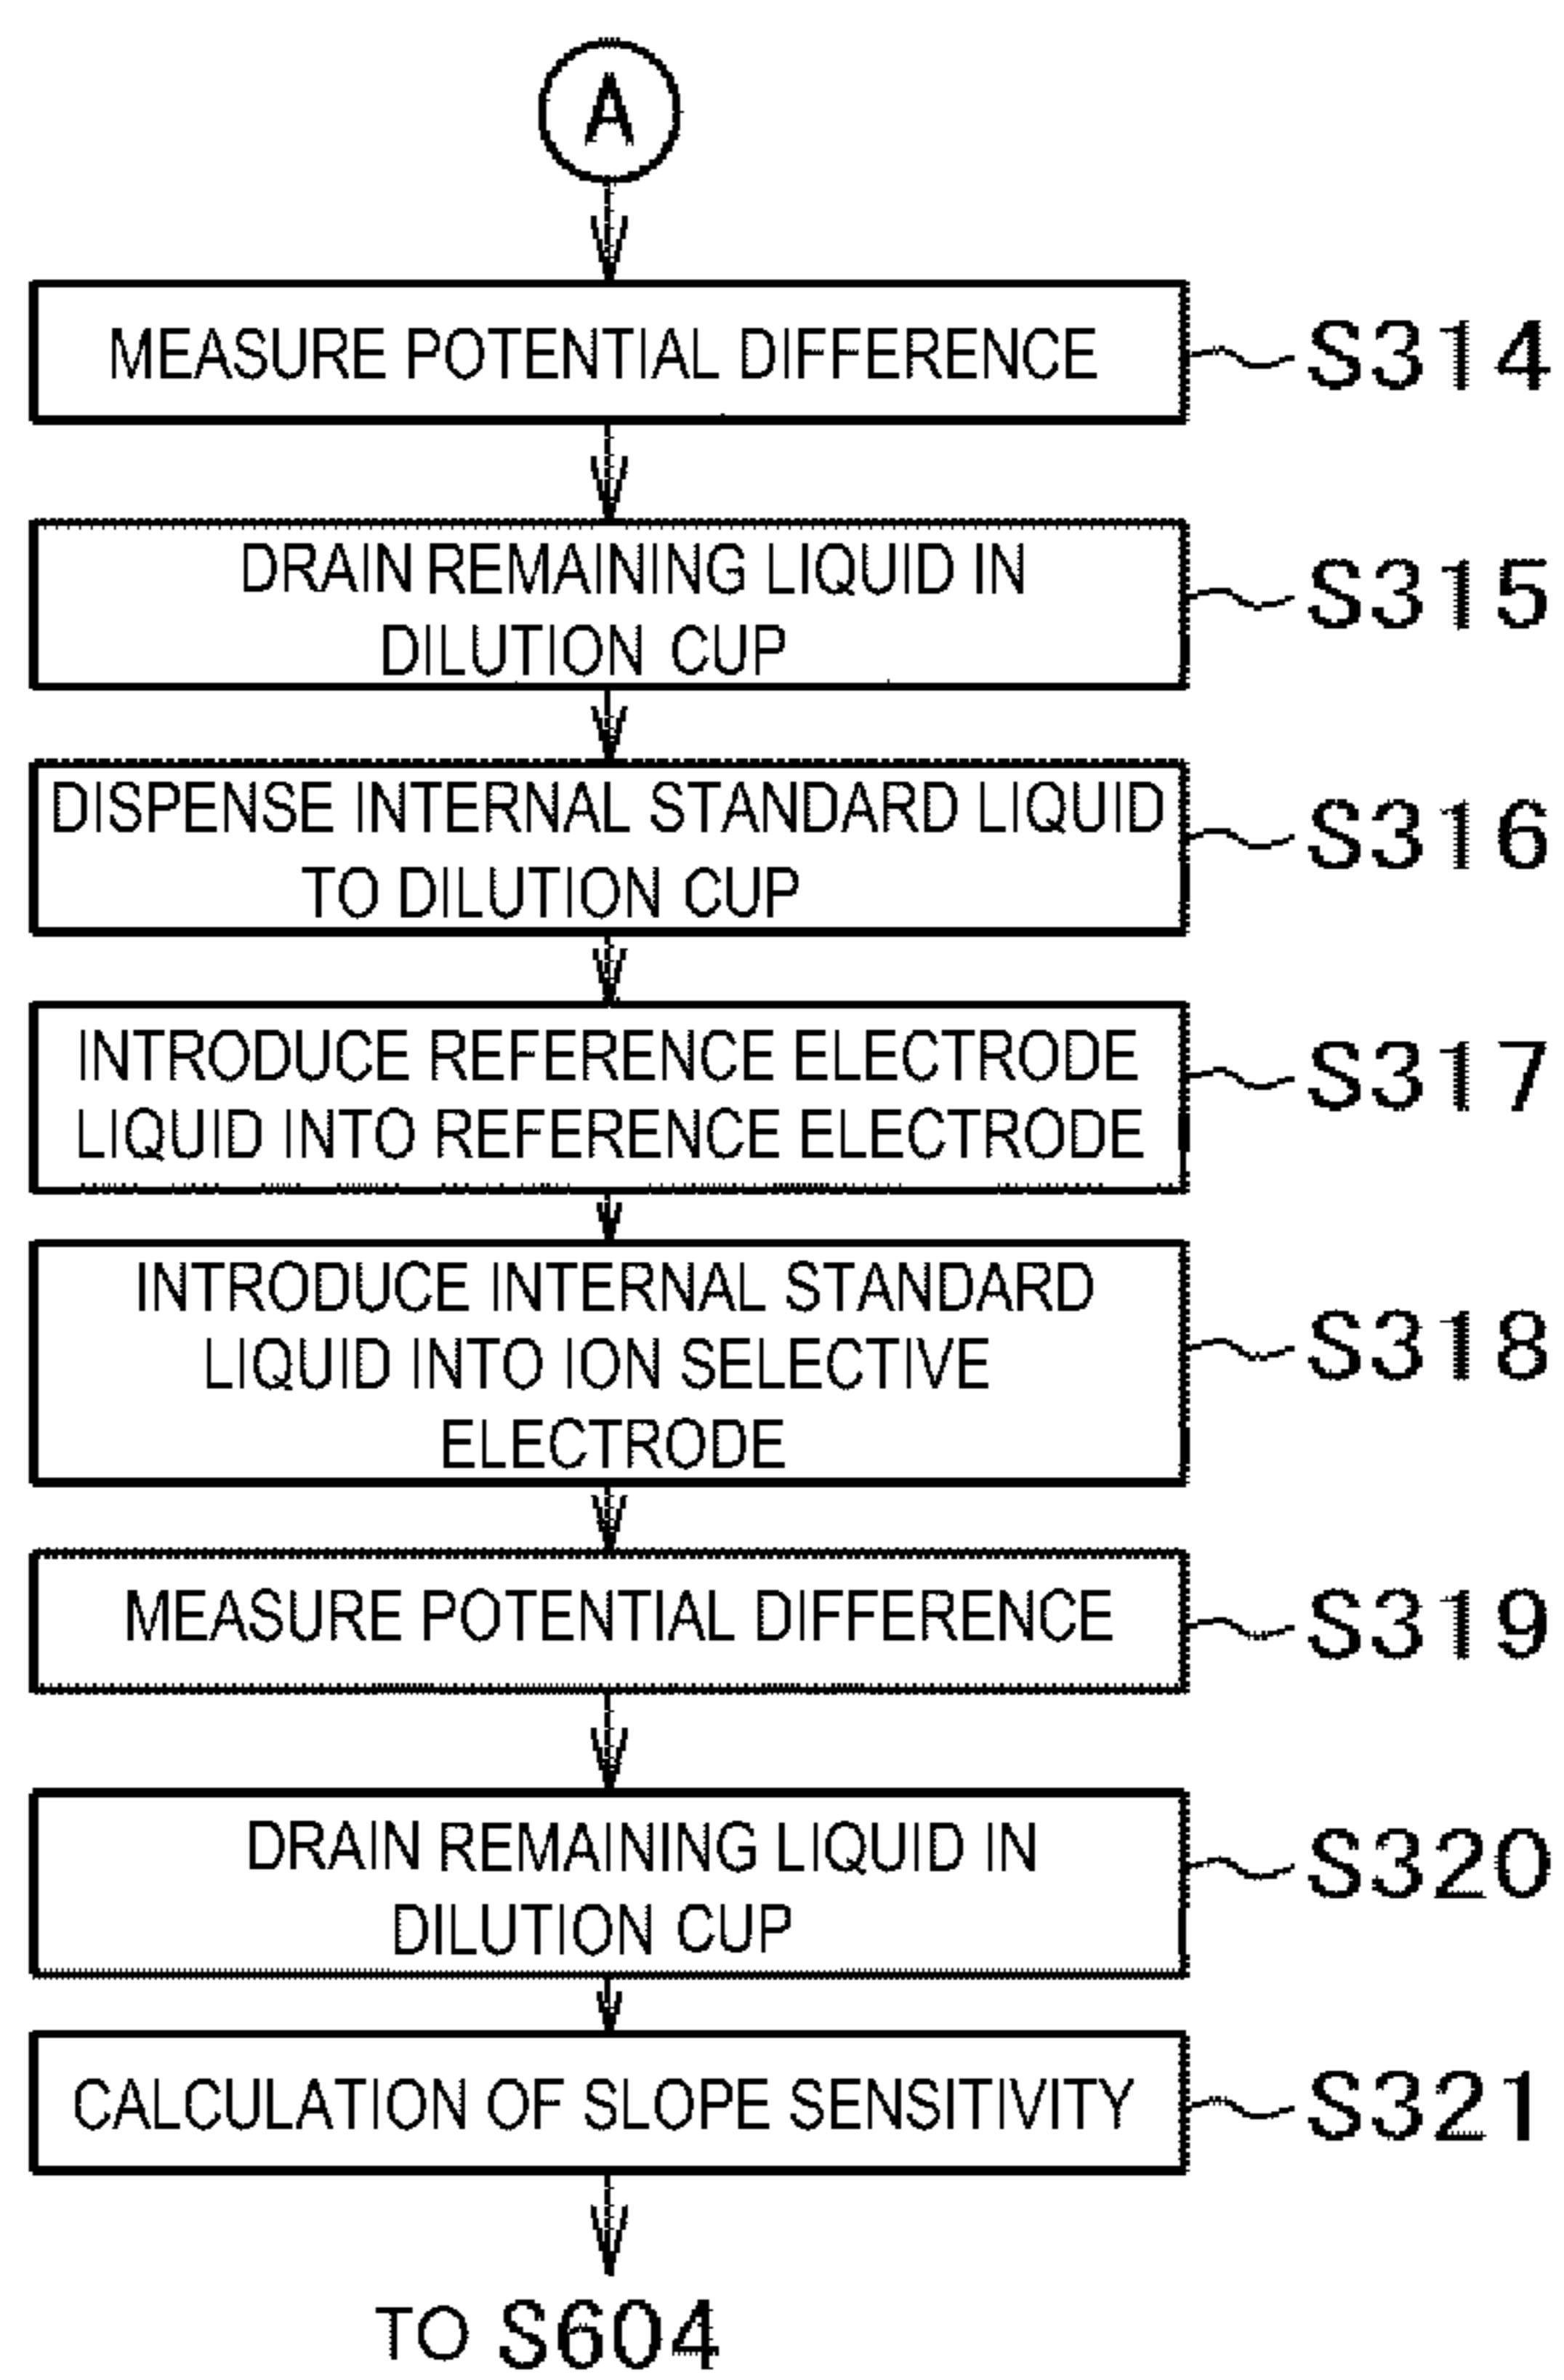 A
MEASURE POTENTIAL DIFFERENCE
S314
DRAIN REMAINING LIQUID IN
DILUTION CUP
S315
DISPENSE INTERNAL STANDARD LIQUID
TO DILUTION CUP
S316
INTRODUCE REFERENCE ELECTRODE
LIQUID INTO REFERENCE ELECTRODE
S317
INTRODUCE INTERNAL STANDARD
LIQUID INTO ION SELECTIVE
ELECTRODE
S318
MEASURE POTENTIAL DIFFERENCE
S319
DRAIN REMAINING LIQUID IN
DILUTION CUP
S320
CALCULATION OF SLOPE SENSITIVITY
S321
TO S604